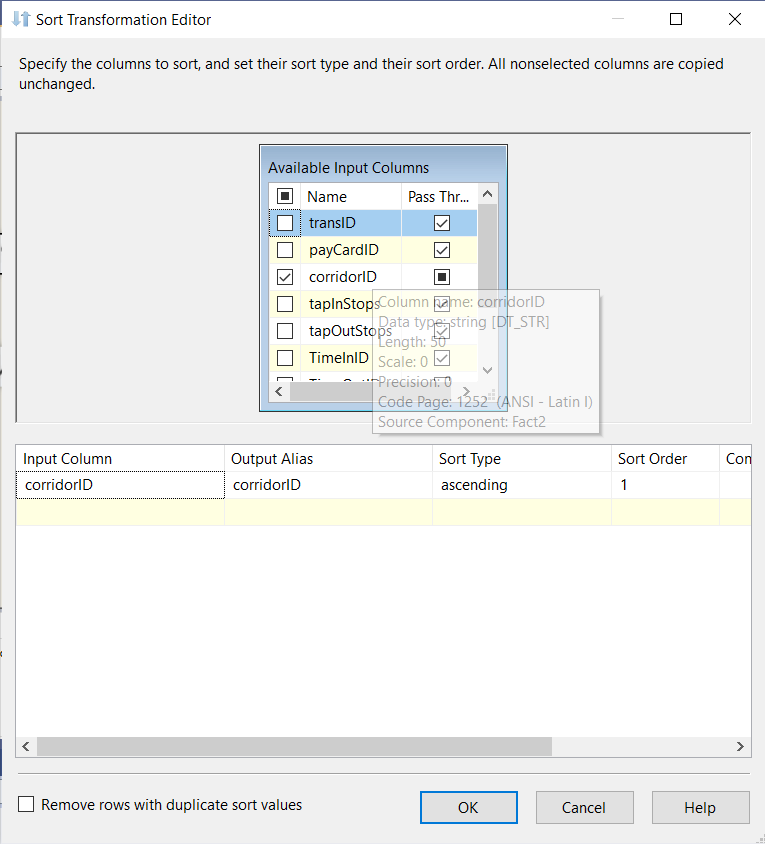 Sort Transformation Editor
Specify the columns to sort, and set their sort type and their sort order. All nonselected columns are copied
unchanged.
Available Input Columns
Name Pass Thr...
transID
payCardID
corridorID
tapInStops
Column name: corridorID
Data type: string [DT_STR]
tapOutStops
Length: 50
TimeInID
Scale: 0
Precision: 0
Code Page: 1252 (ANSI - Latin I)
Source Component: Fact2
Input Column Output Alias Sort Type Sort Order Con
corridorID corridorID ascending 1
Remove rows with duplicate sort values
OK Cancel Help